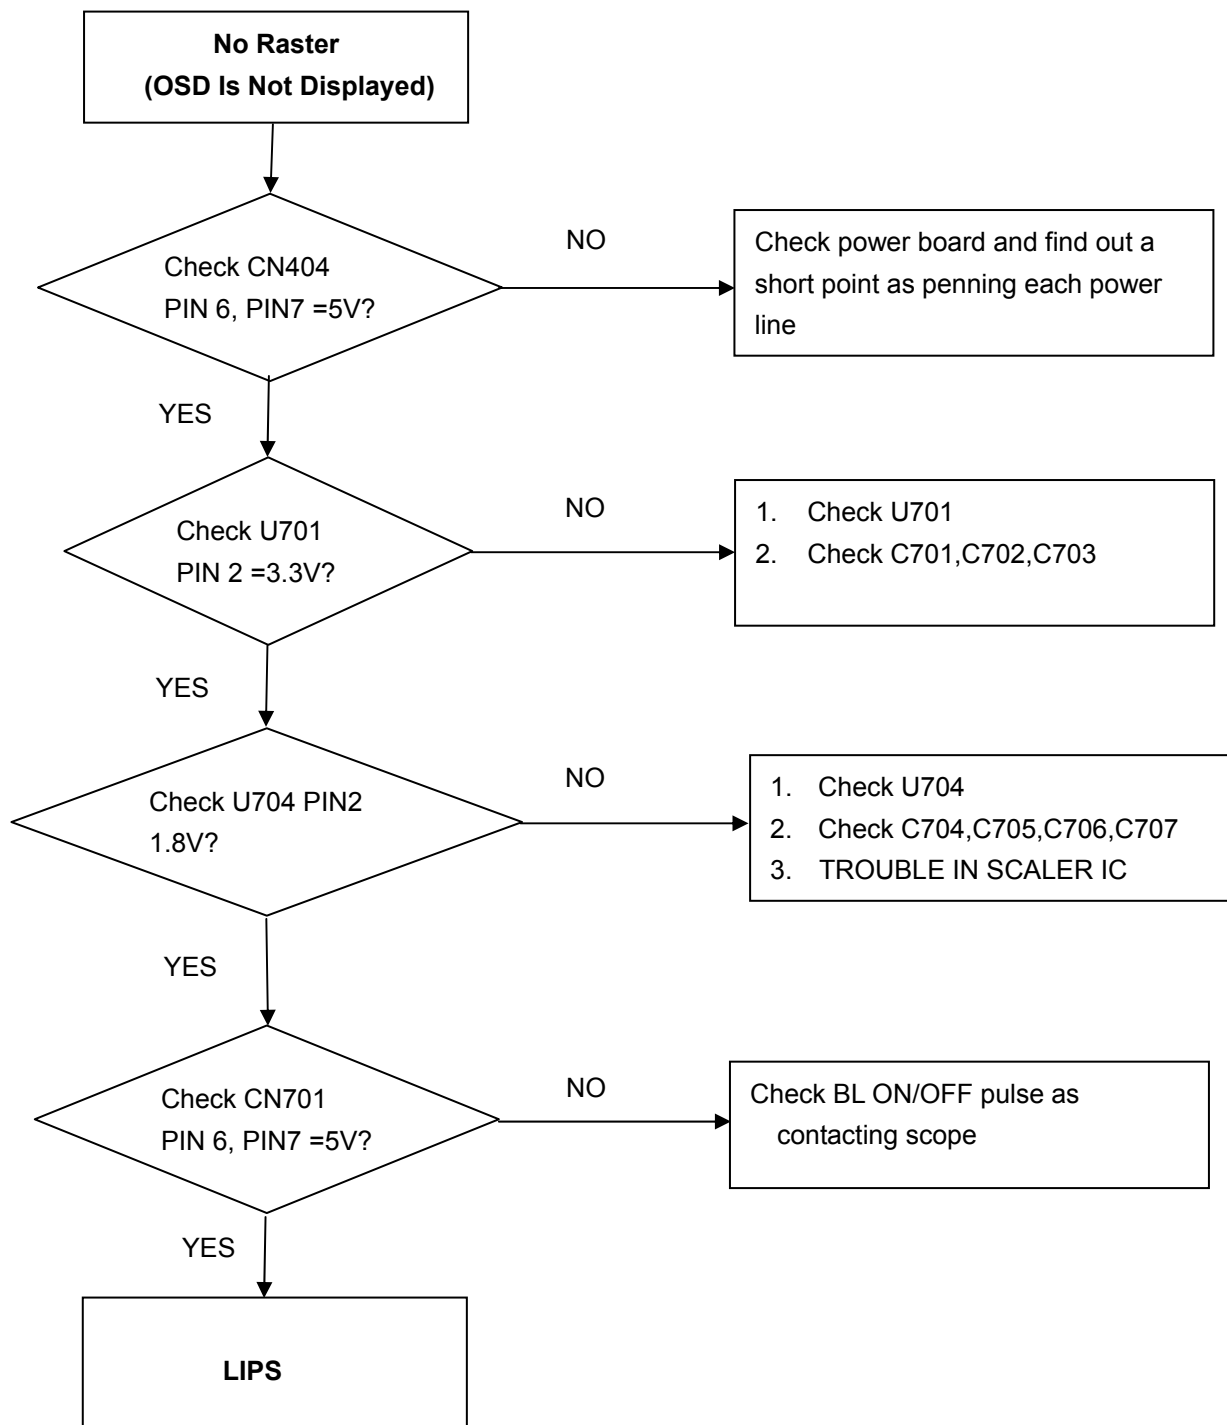 No Raster
(OSD Is Not Displayed)
Check CN404
PIN 6, PIN7 =5V?
NO
Check power board and find out a
short point as penning each power
line
YES
Check U701
PIN 2 =3.3V?
NO
1. Check U701
2. Check C701,C702,C703
YES
Check U704 PIN2
1.8V?
NO
1. Check U704
2. Check C704,C705,C706,C707
3. TROUBLE IN SCALER IC
YES
Check CN701
PIN 6, PIN7 =5V?
NO
Check BL ON/OFF pulse as
contacting scope
YES
LIPS